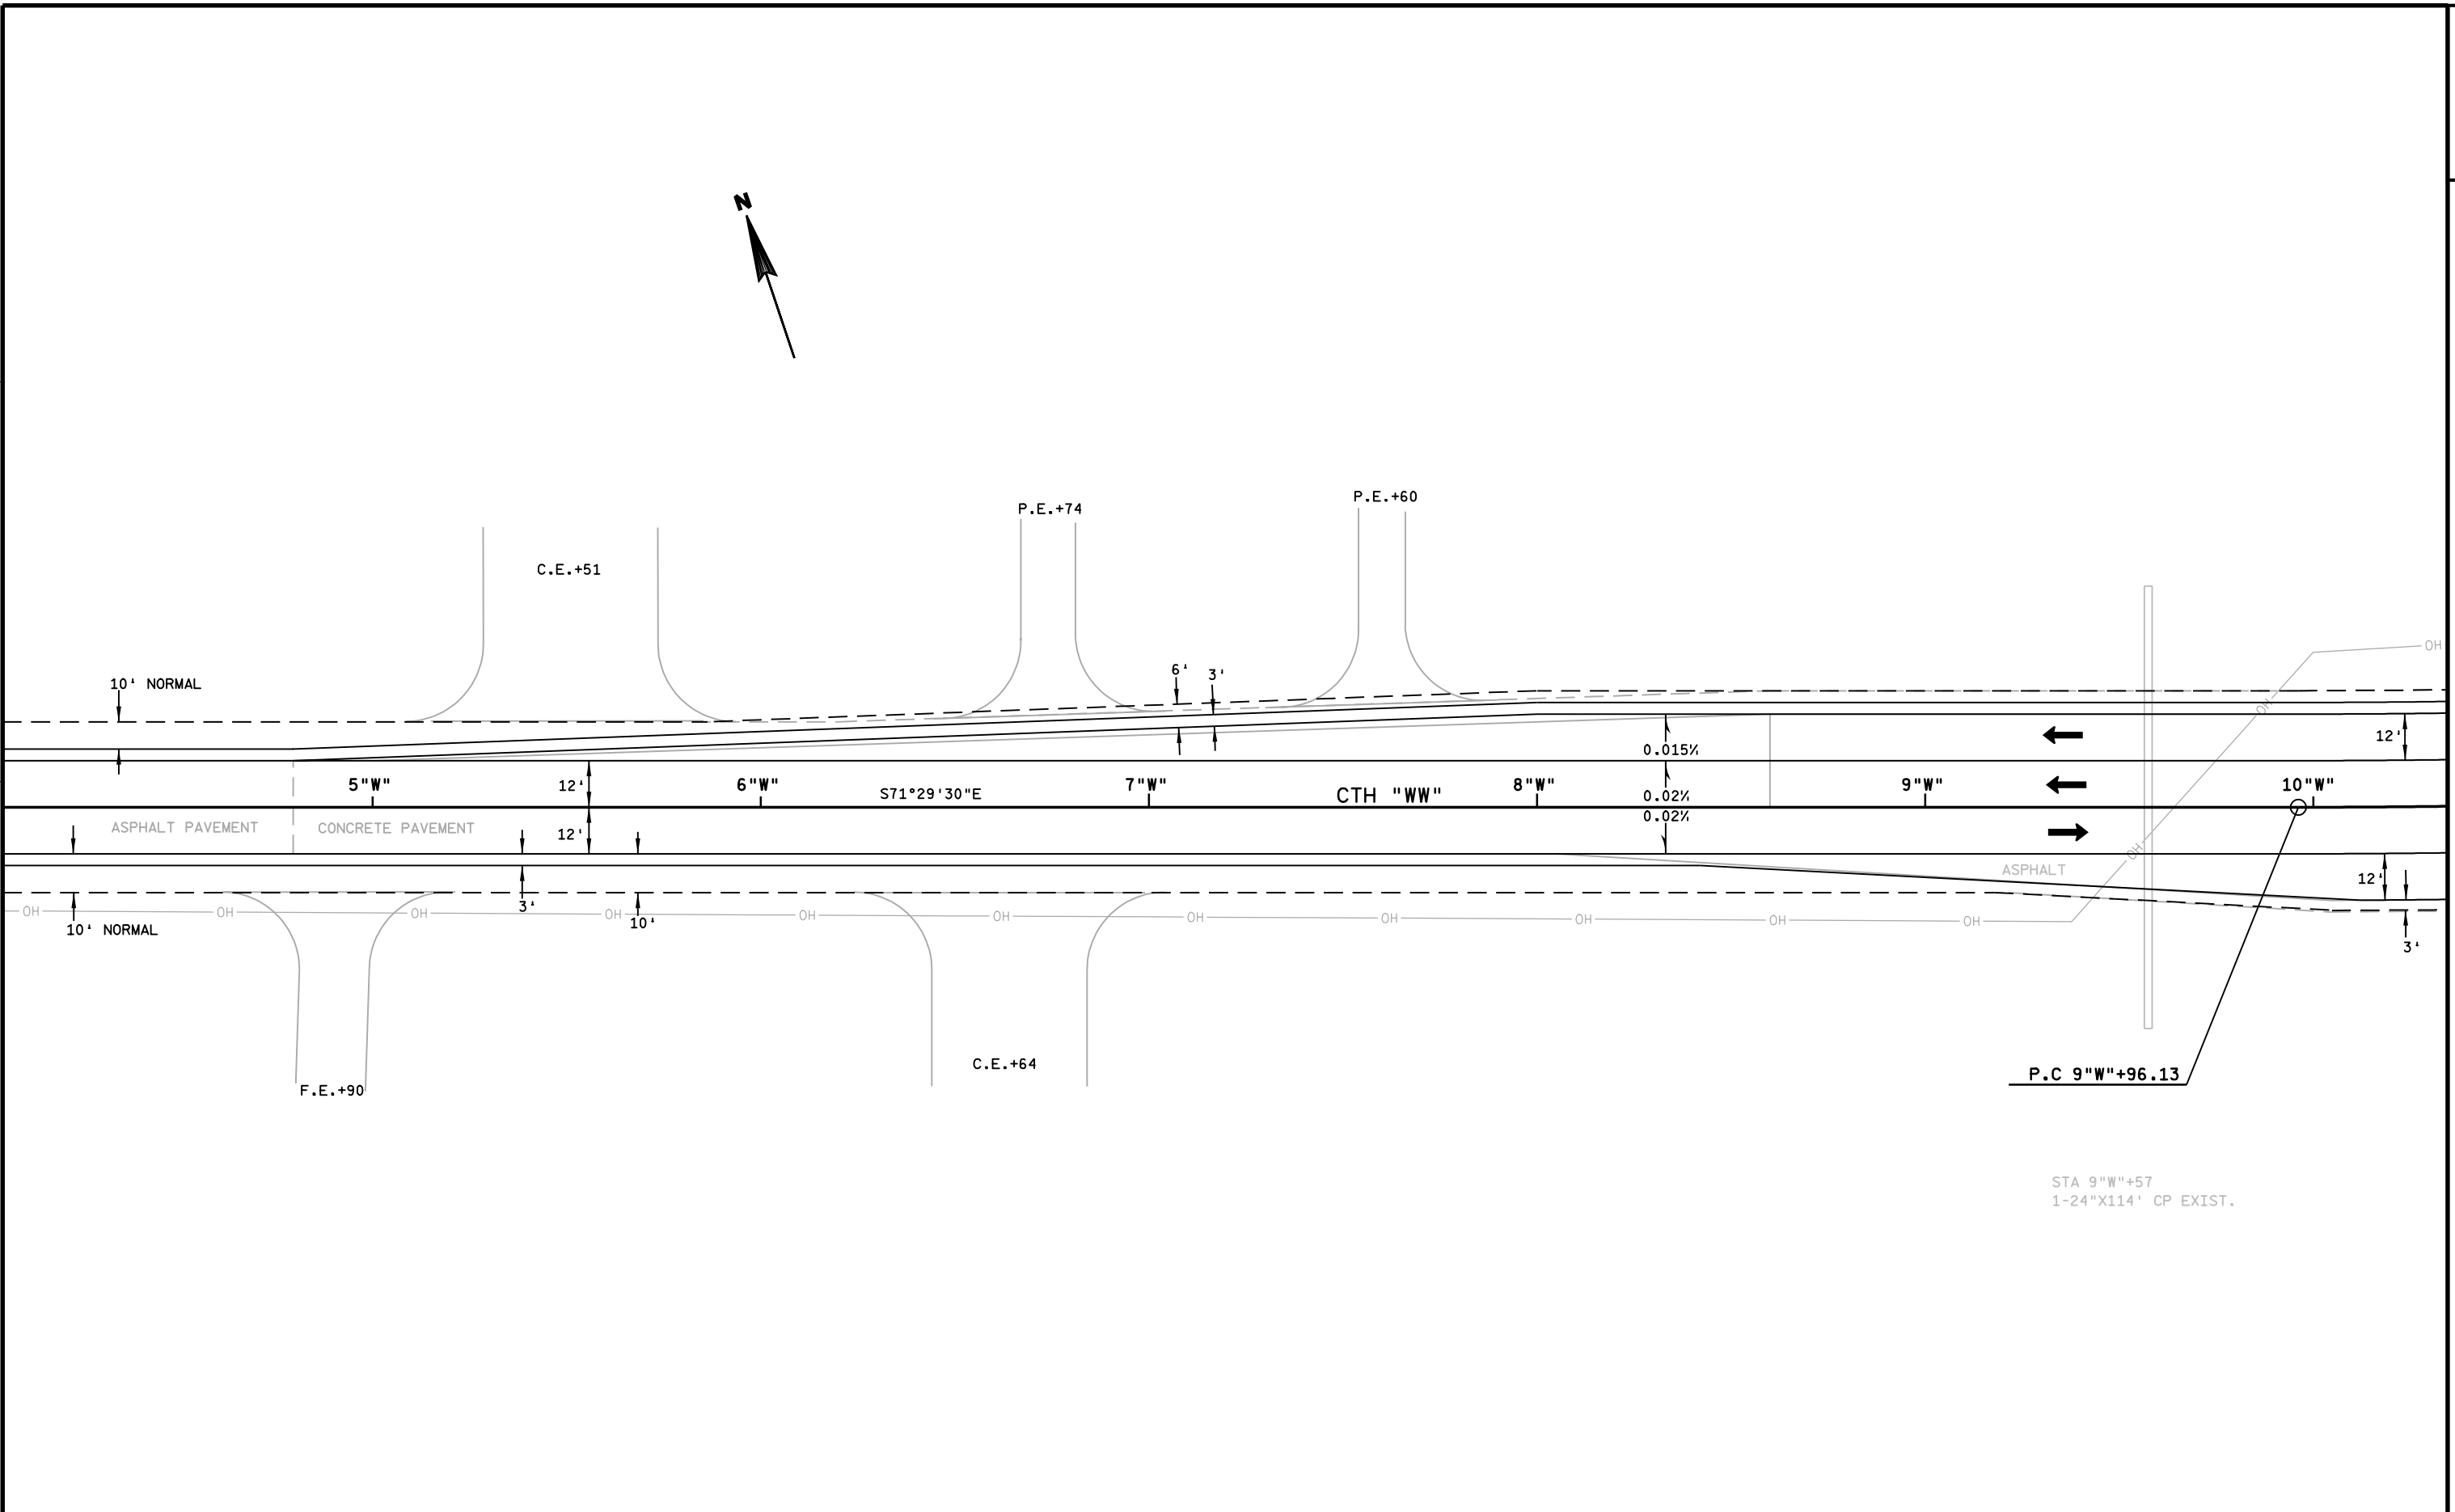 N
P.E.+60
P.E.+74
C.E.+51
OH
6'
3'
10' NORMAL
OH
12'
0.015%
5"W"
12'
6"W"
S71°29'30"E
7"W"
CTH "WW"
8"W"
0.02%
9"W"
10"W"
0.02%
ASPHALT PAVEMENT
CONCRETE PAVEMENT
12'
OH
ASPHALT
12'
3'
OH
OH
OH
OH
OH
OH
OH
OH
OH
OH
OH
10'
10' NORMAL
3'
C.E.+64
P.C 9"W"+96.13
F.E.+90
STA 9"W"+57
1-24"X114' CP EXIST.